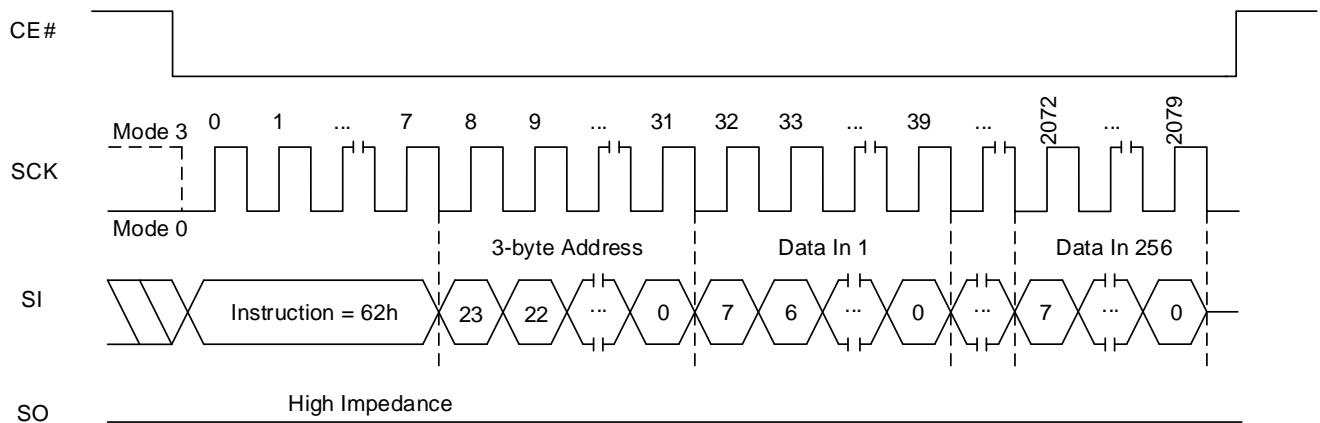 CE#
Mode 3 0 1 ... 7 8 9 ... 31 32 33 ... 39 ... 2072 ... 2079
SCK
Mode 0
3-byte Address Data In 1 Data In 256
SI Instruction = 62h 23 22 ... 0 7 6 ... 0 ... 7 ... 0
High Impedance
SO